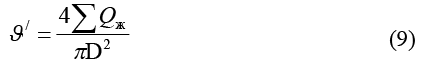 ϑ/ = 4∑Qж / πD² (9)